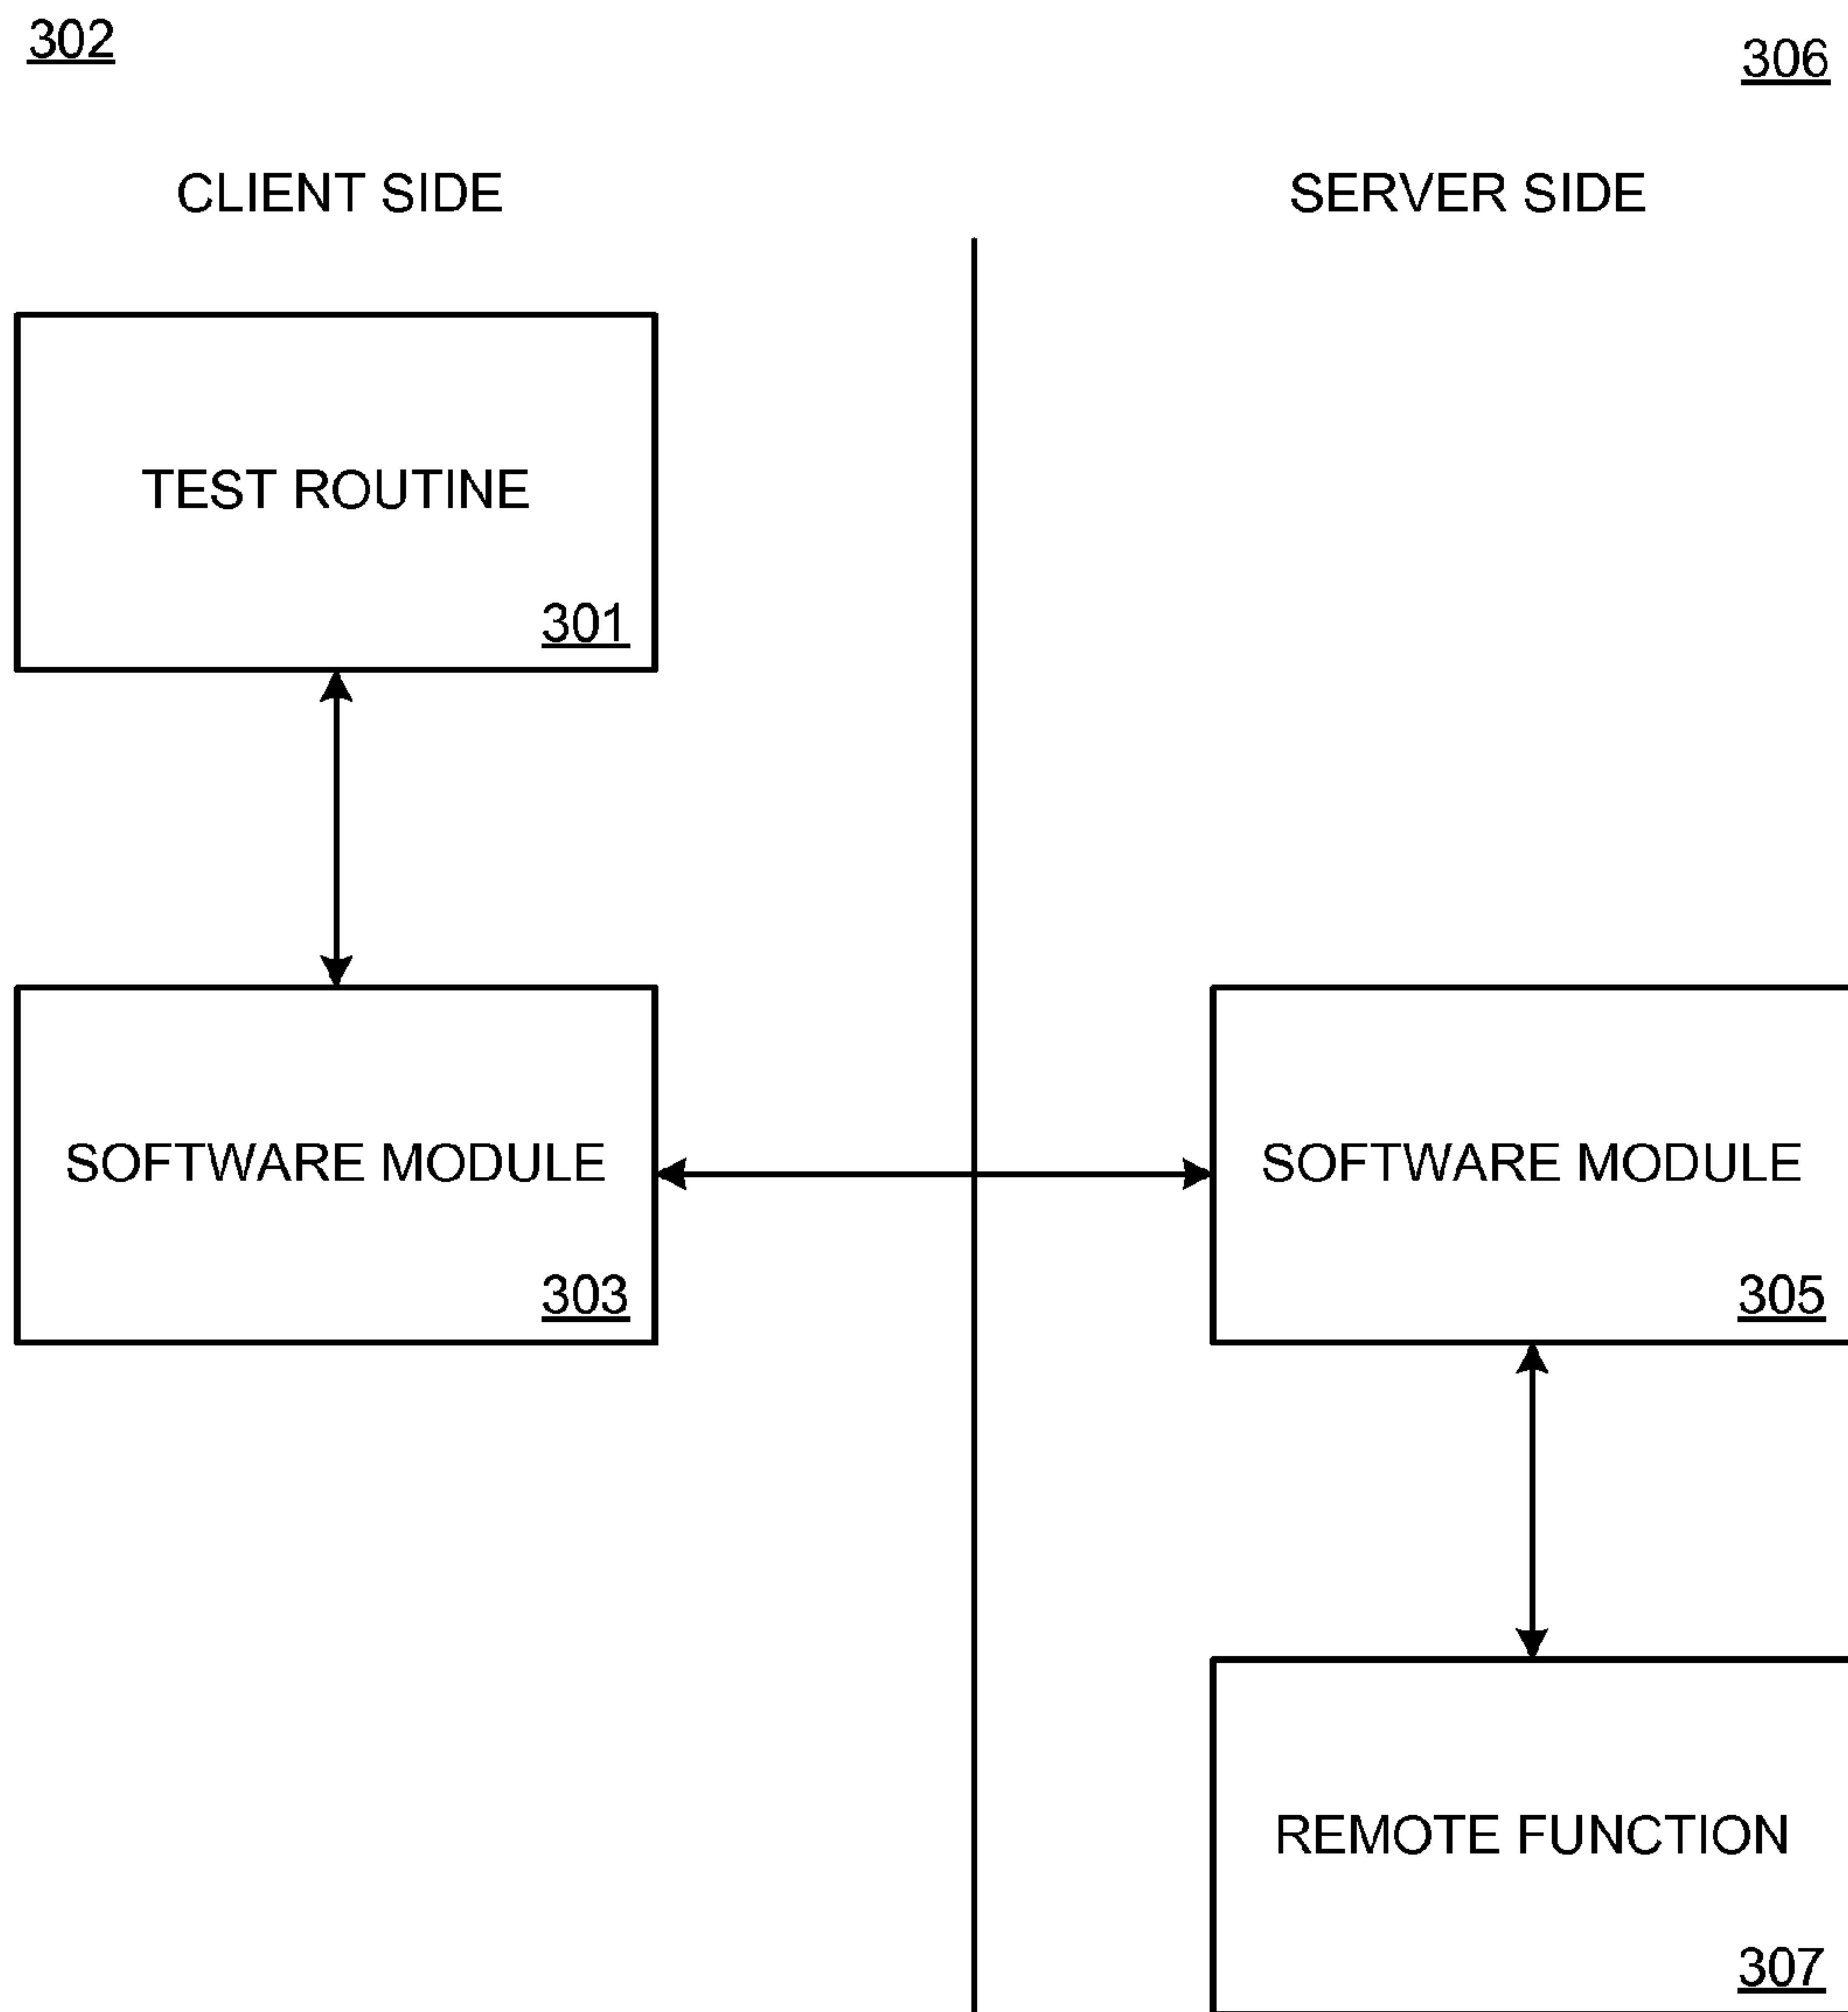 302
306
CLIENT SIDE
SERVER SIDE
TEST ROUTINE
301
SOFTWARE MODULE
303
SOFTWARE MODULE
305
REMOTE FUNCTION
307